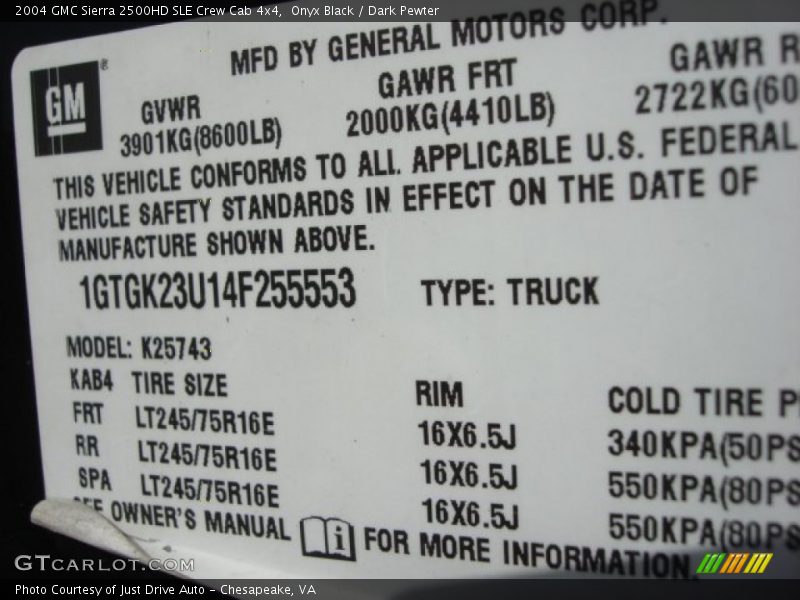 2004 GMC Sierra 2500HD SLE Crew Cab 4x4,  Onyx Black / Dark Pewter
MFD BY GENERAL MOTORS CORP.
GM ®
GVWR GAWR FRT GAWR R
3901KG(8600LB) 2000KG(4410LB) 2722KG(60
THIS VEHICLE CONFORMS TO ALL APPLICABLE U.S. FEDERAL
VEHICLE SAFETY STANDARDS IN EFFECT ON THE DATE OF
MANUFACTURE SHOWN ABOVE.
1GTGK23U14F255553 TYPE: TRUCK
MODEL: K25743
KAB4 TIRE SIZE RIM COLD TIRE P
FRT LT245/75R16E 16X6.5J 340KPA(50PS
RR LT245/75R16E 16X6.5J 550KPA(80PS
SPA LT245/75R16E 16X6.5J 550KPA(80PS
SEE OWNER'S MANUAL i FOR MORE INFORMATION.
GTCARLOT.COM
Photo Courtesy of Just Drive Auto – Chesapeake, VA